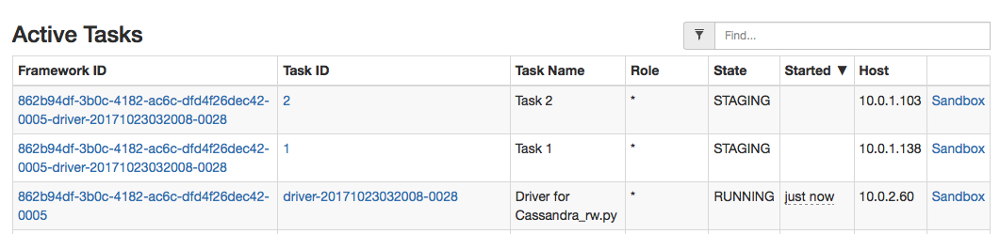 Active Tasks
Find...
Framework ID Task ID Task Name Role State Started ▼ Host
862b94df-3b0c-4182-ac6c-dfd4f26dec42- 2 Task 2 * STAGING 10.0.1.103 Sandbox
0005-driver-20171023032008-0028
862b94df-3b0c-4182-ac6c-dfd4f26dec42- 1 Task 1 * STAGING 10.0.1.138 Sandbox
0005-driver-20171023032008-0028
862b94df-3b0c-4182-ac6c-dfd4f26dec42- driver-20171023032008-0028 Driver for * RUNNING just now 10.0.2.60 Sandbox
0005 Cassandra_rw.py